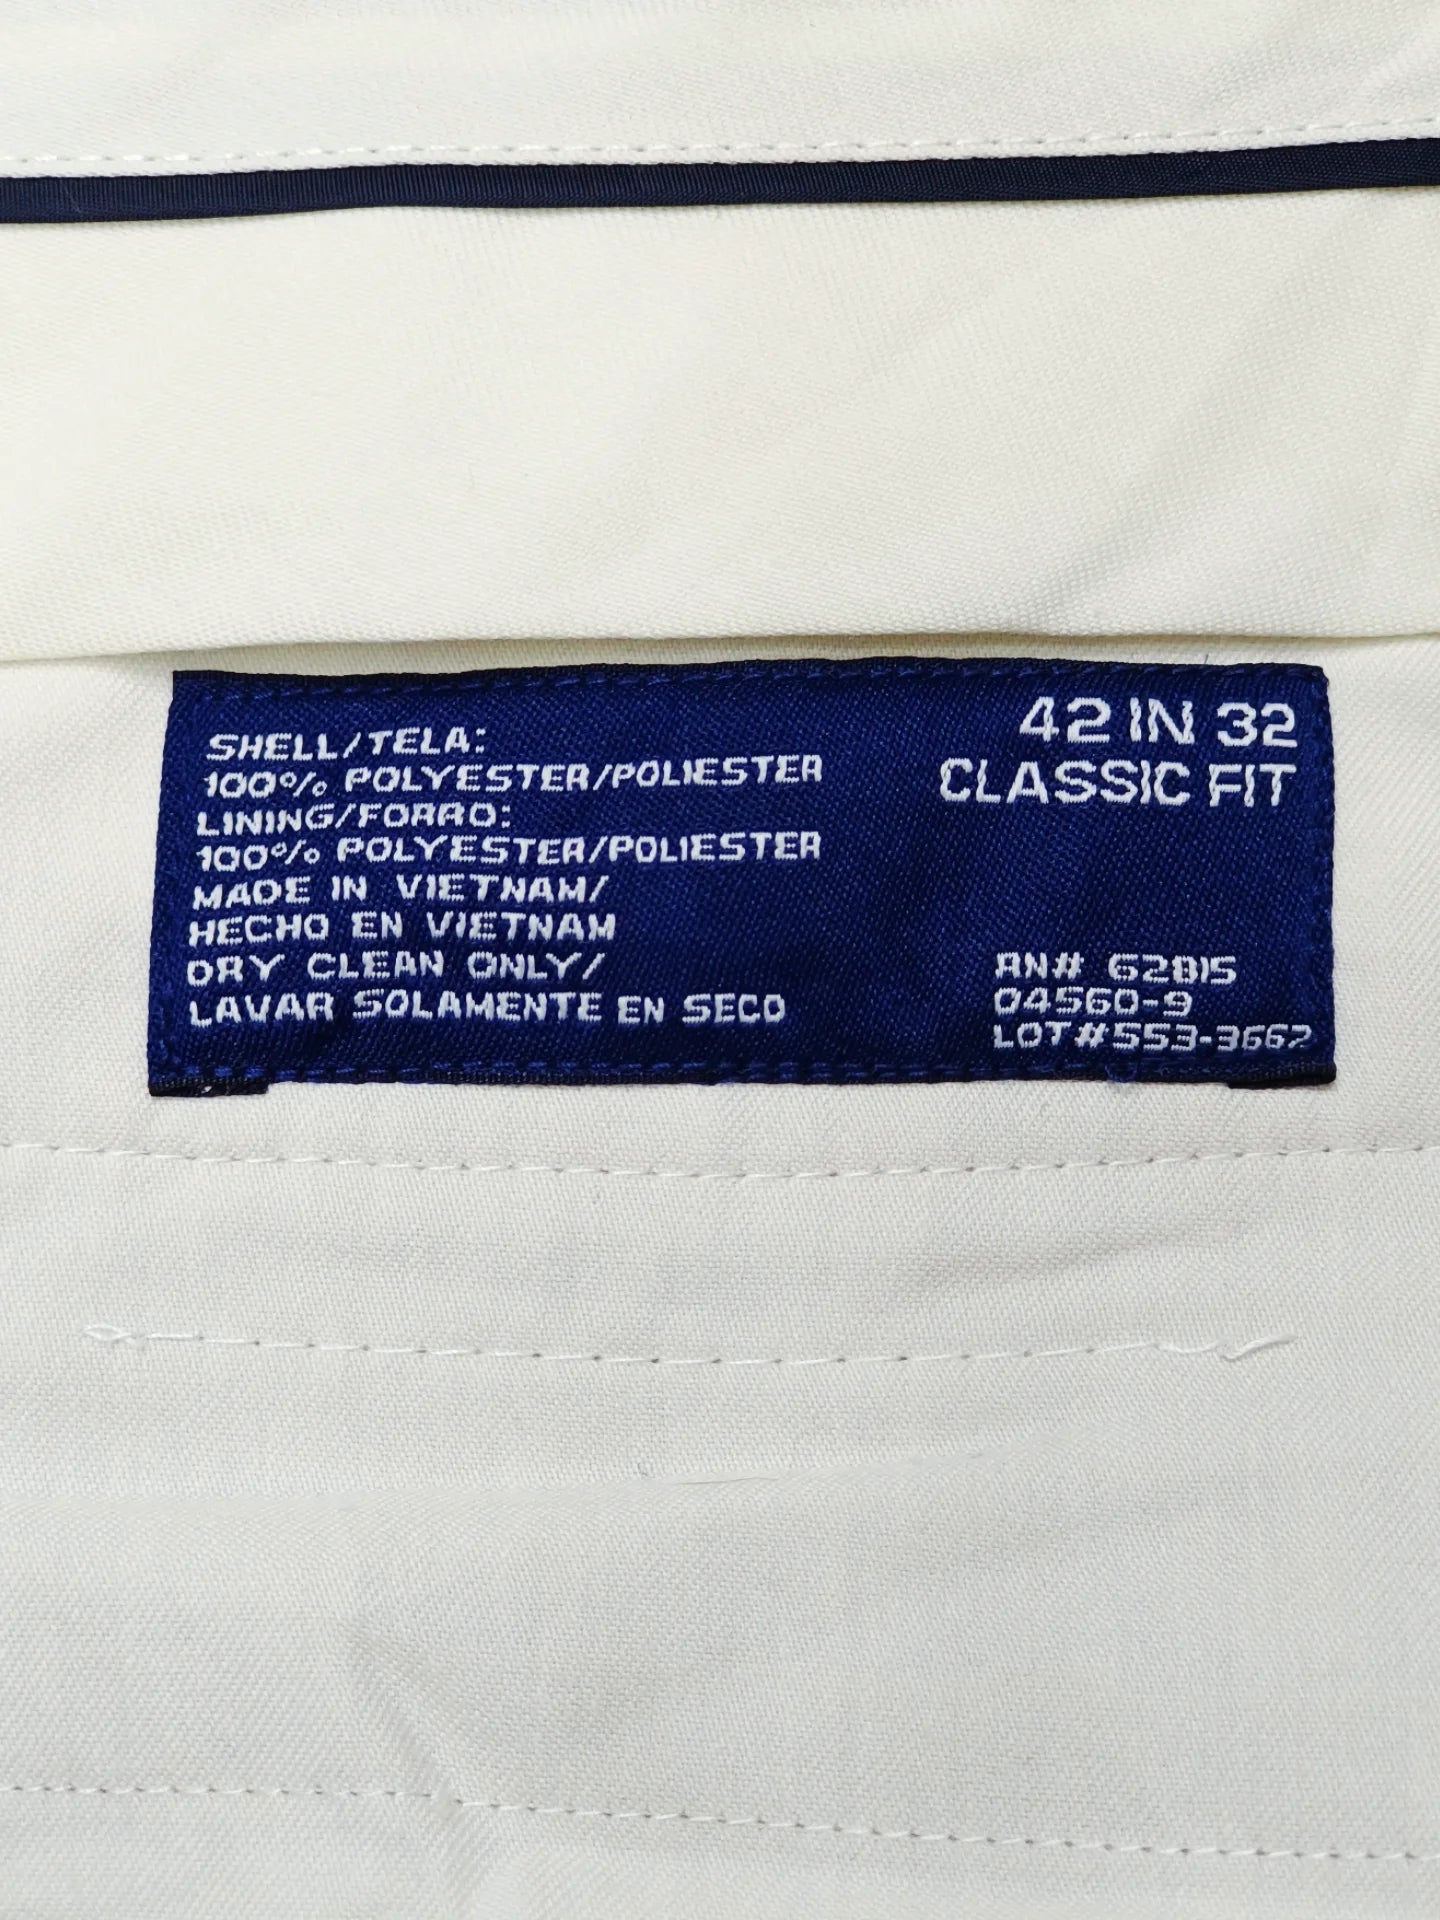 SHELL/TELA:
100% POLYESTER/POLIESTER
LINING/FORRO:
100% POLYESTER/POLIESTER
MADE IN VIETNAM/
HECHO EN VIETNAM
DRY CLEAN ONLY/
LAVAR SOLAMENTE EN SECO
42 IN 32
CLASSIC FIT
RN# 62815
04560-9
LOT#553-3662